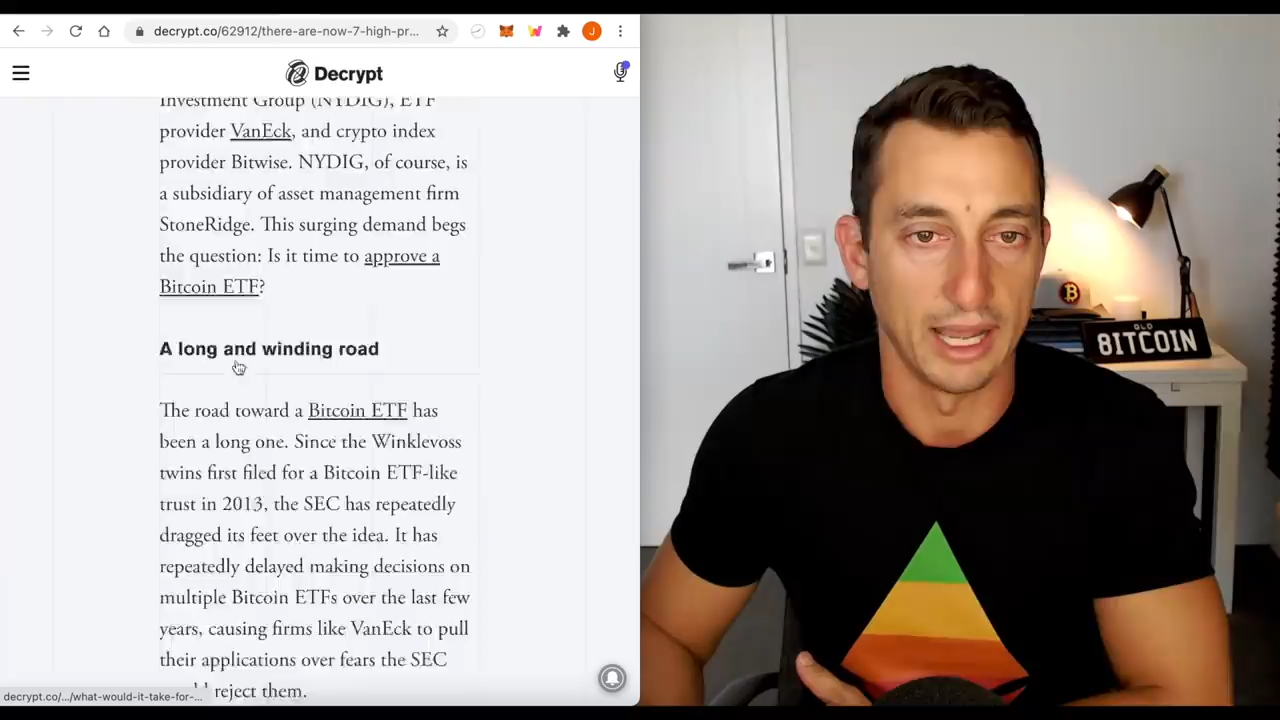 decrypt.co/62912/there-are-now-7-high-pr...
J
Decrypt
Investment Group (NYDIG), ETF
provider VanEck, and crypto index
provider Bitwise. NYDIG, of course, is
a subsidiary of asset management firm
StoneRidge. This surging demand begs
the question: Is it time to approve a
Bitcoin ETF?
A long and winding road
The road toward a Bitcoin ETF has
been a long one. Since the Winklevoss
twins first filed for a Bitcoin ETF-like
trust in 2013, the SEC has repeatedly
dragged its feet over the idea. It has
repeatedly delayed making decisions on
multiple Bitcoin ETFs over the last few
years, causing firms like VanEck to pull
their applications over fears the SEC
reject them.
decrypt.co/.../what-would-it-take-for-...
QLD
8ITCOIN